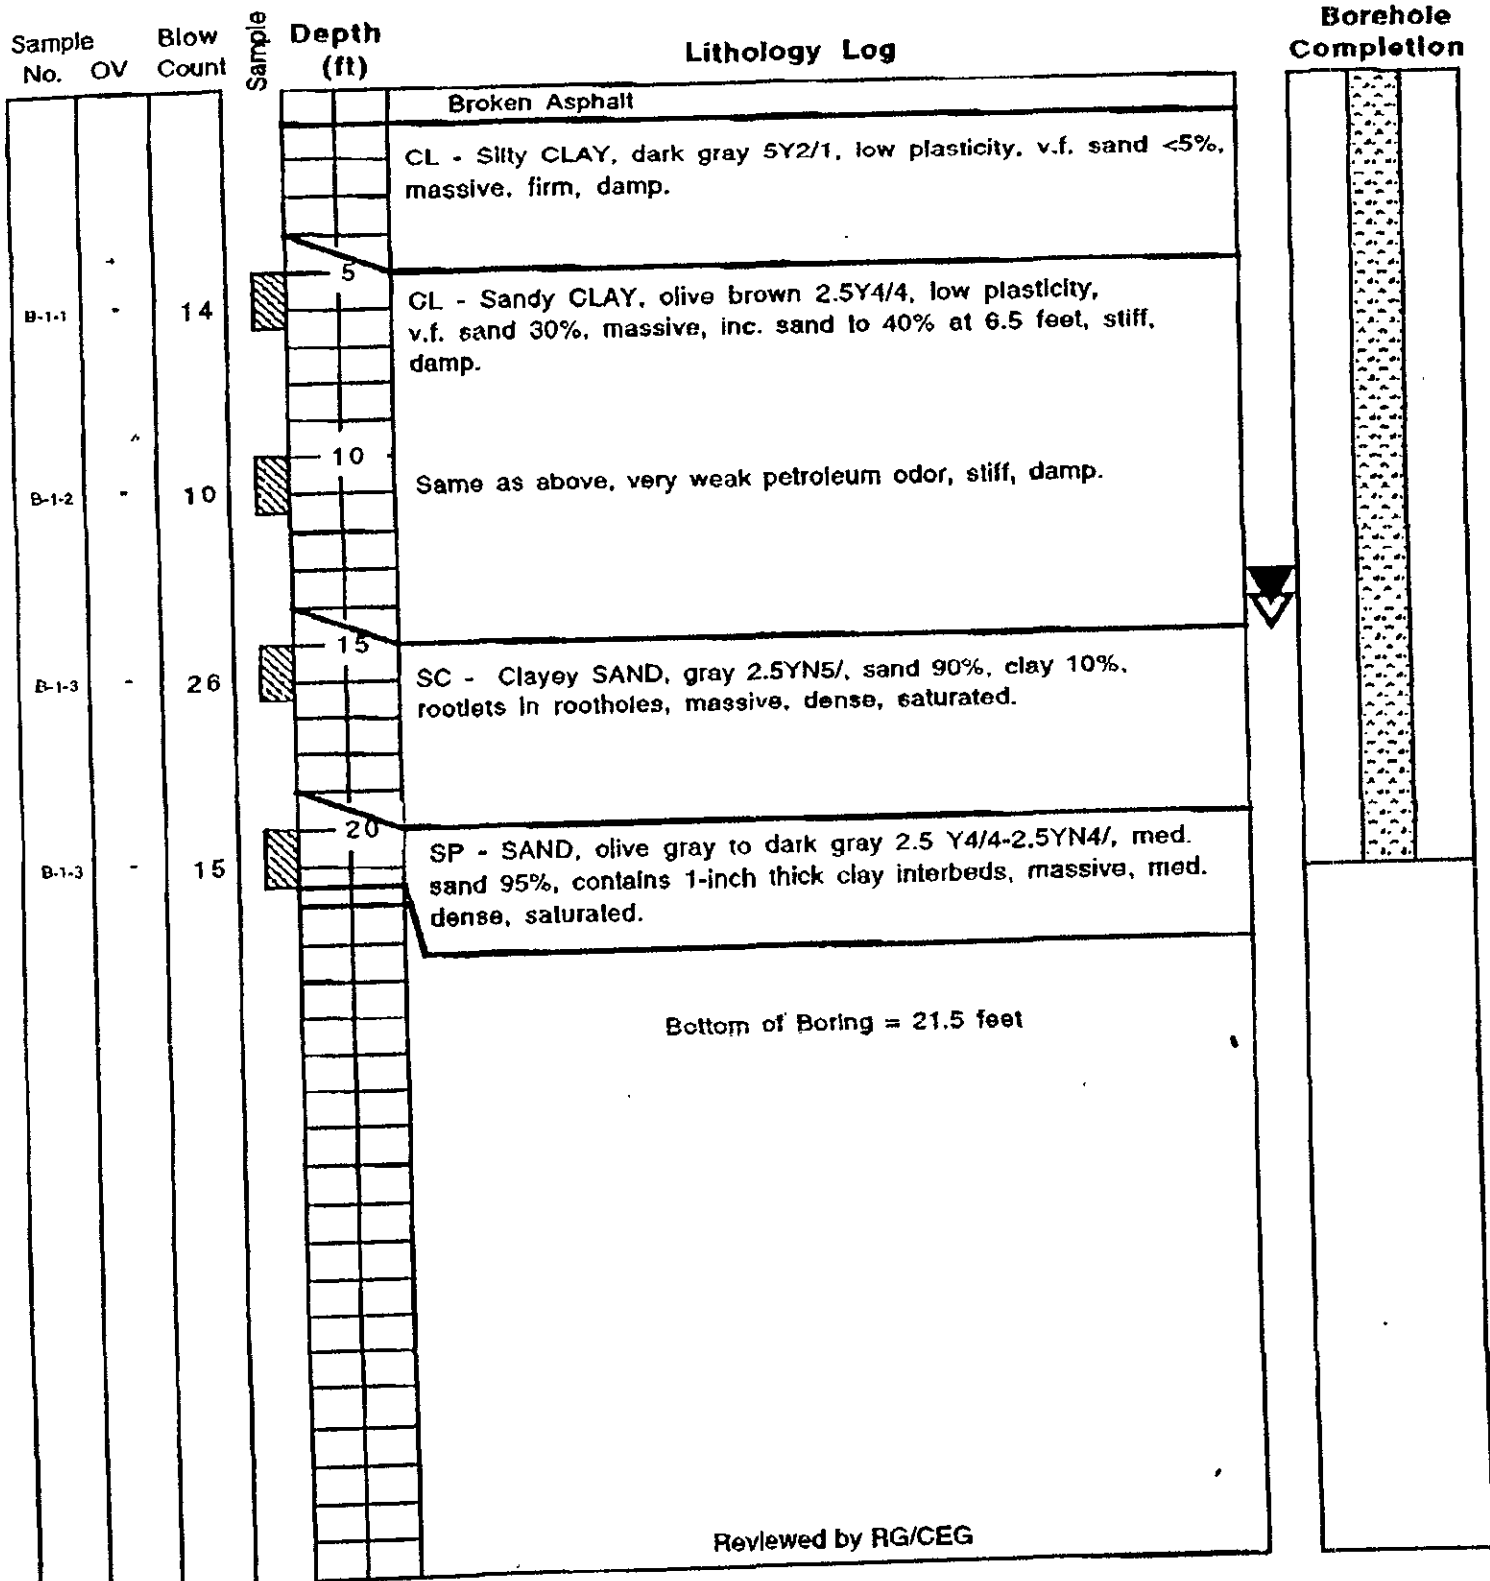 Sample No.
OV
Blow Count
Sample
Depth (ft)
Lithology Log
Borehole Completion
Broken Asphalt
CL - Silty CLAY, dark gray 5Y2/1, low plasticity, v.f. sand <5%,
massive, firm, damp.
5
B-1-1 - 14
CL - Sandy CLAY, olive brown 2.5Y4/4, low plasticity,
v.f. sand 30%, massive, inc. sand to 40% at 6.5 feet, stiff,
damp.
10
B-1-2 - 10
Same as above, very weak petroleum odor, stiff, damp.
15
B-1-3 - 26
SC - Clayey SAND, gray 2.5YN5/, sand 90%, clay 10%,
rootlets in rootholes, massive, dense, saturated.
20
B-1-3 - 15
SP - SAND, olive gray to dark gray 2.5 Y4/4-2.5YN4/, med.
sand 95%, contains 1-inch thick clay interbeds, massive, med.
dense, saturated.
Bottom of Boring = 21.5 feet
Reviewed by RG/CEG